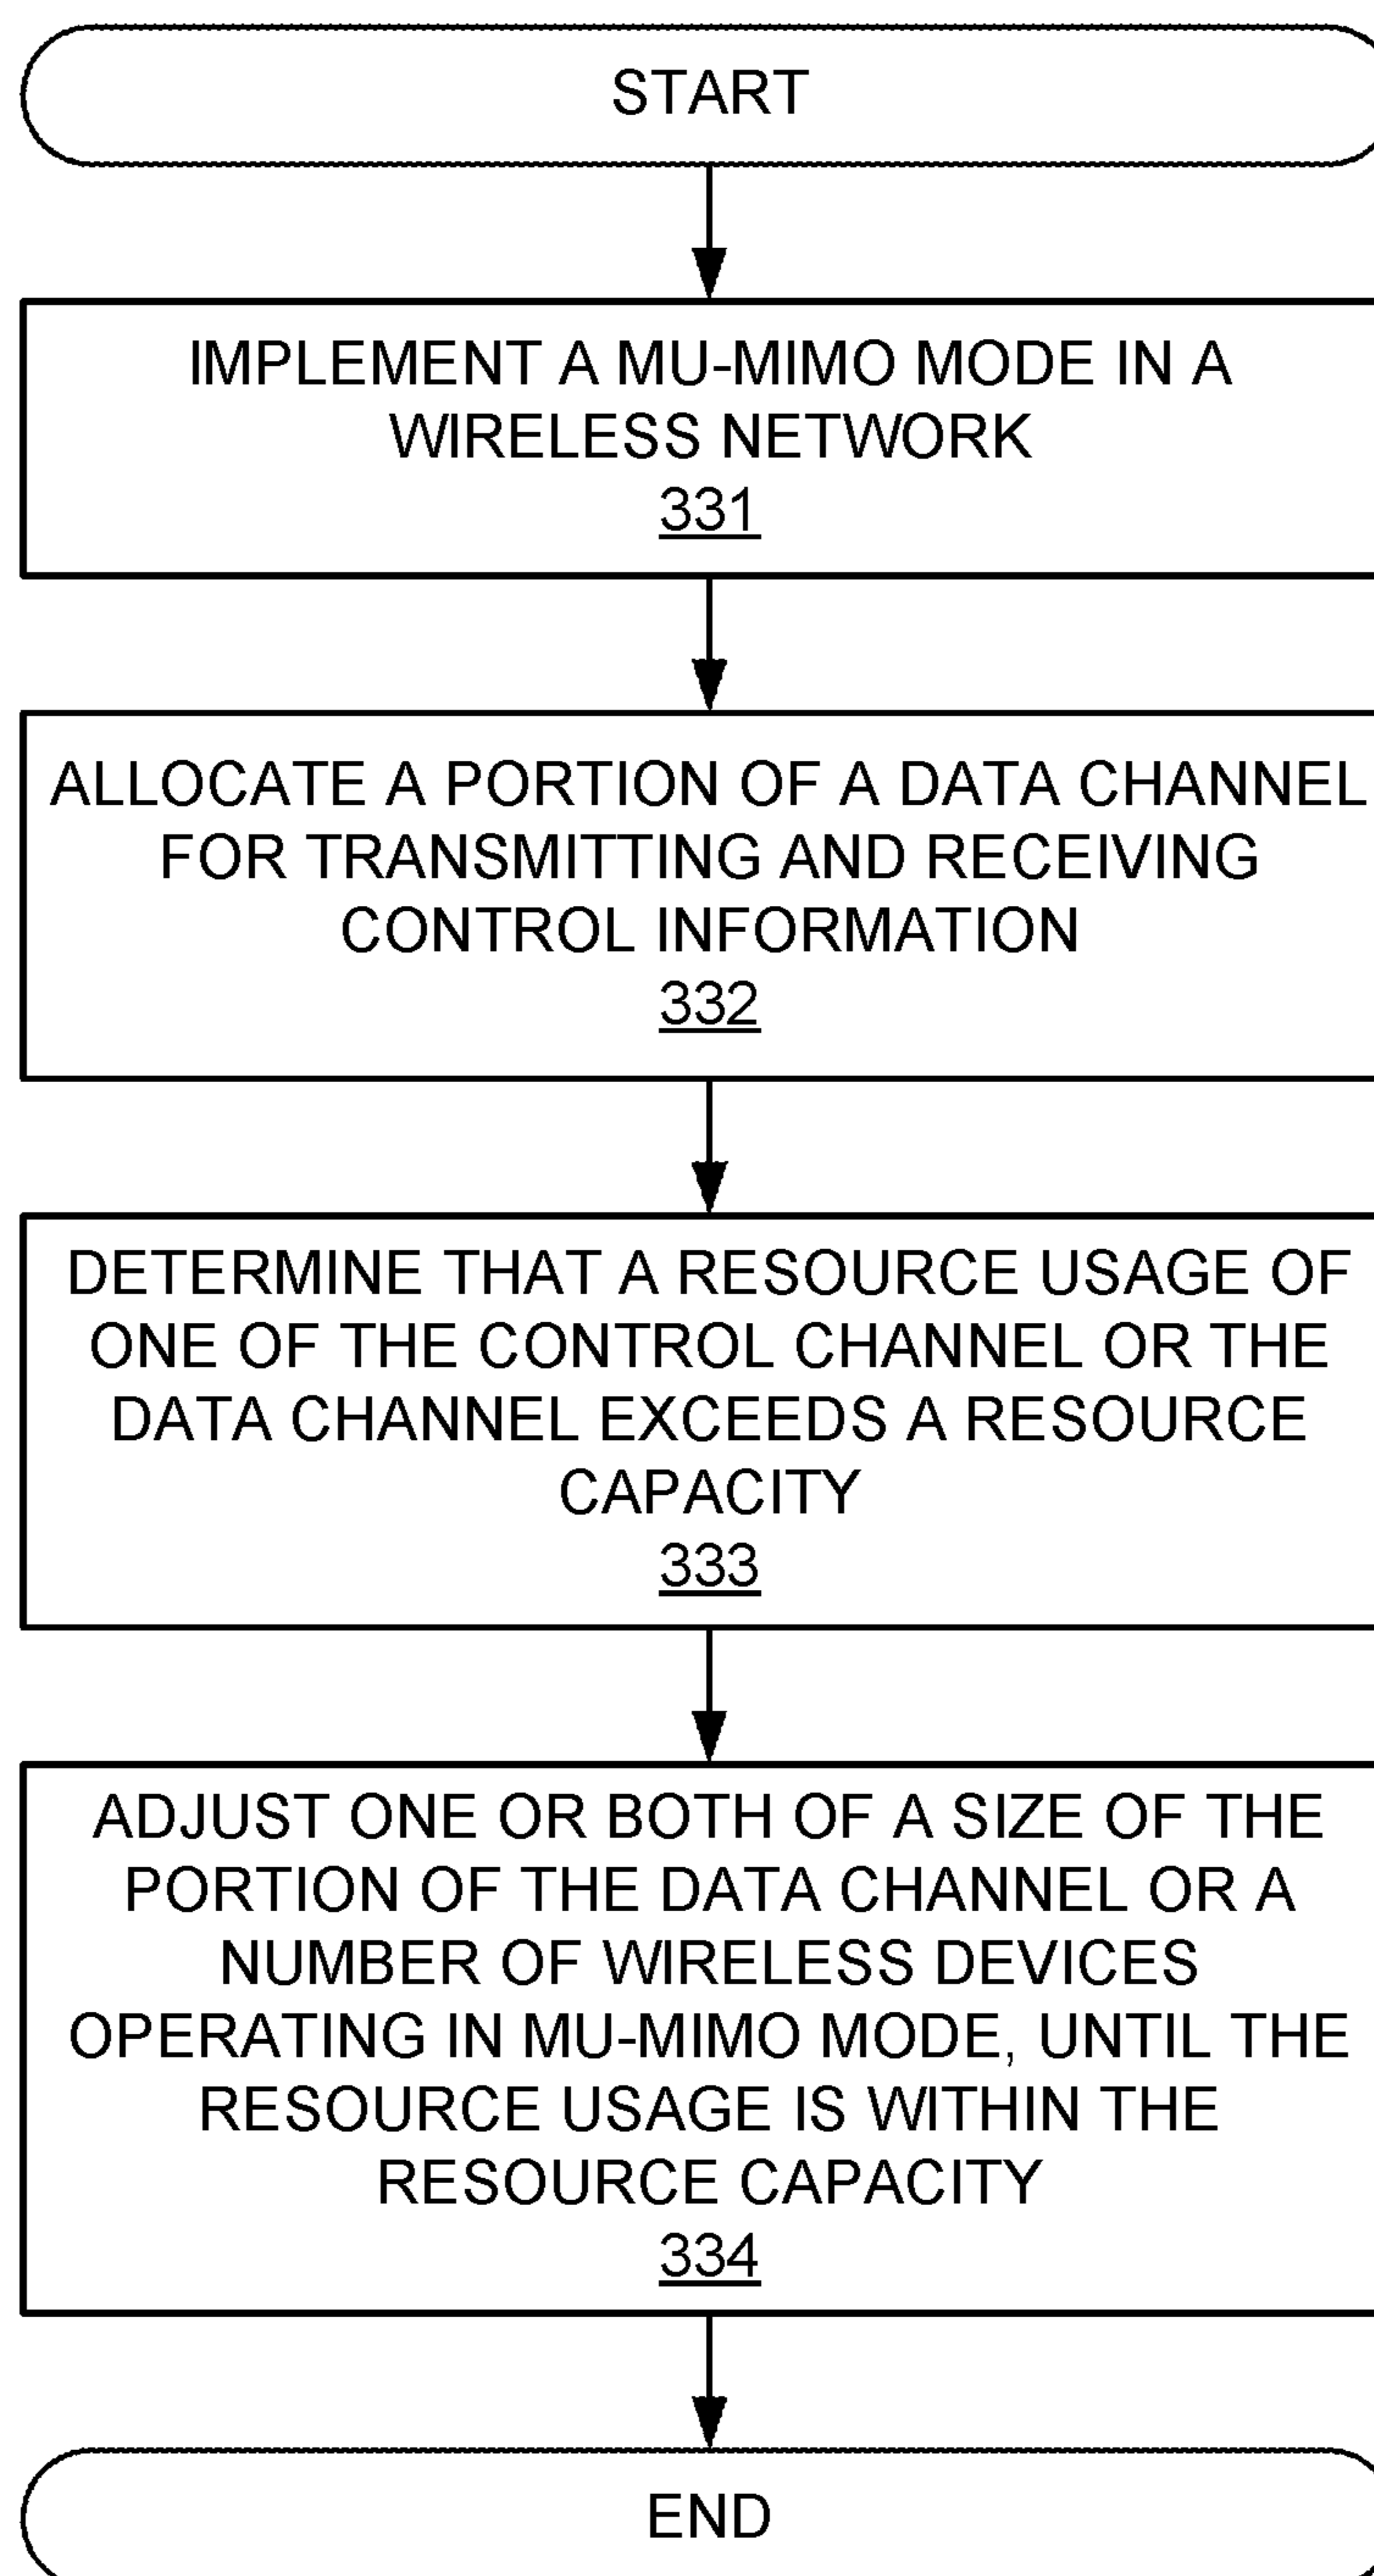 START
IMPLEMENT A MU-MIMO MODE IN A
WIRELESS NETWORK
331
ALLOCATE A PORTION OF A DATA CHANNEL
FOR TRANSMITTING AND RECEIVING
CONTROL INFORMATION
332
DETERMINE THAT A RESOURCE USAGE OF
ONE OF THE CONTROL CHANNEL OR THE
DATA CHANNEL EXCEEDS A RESOURCE
CAPACITY
333
ADJUST ONE OR BOTH OF A SIZE OF THE
PORTION OF THE DATA CHANNEL OR A
NUMBER OF WIRELESS DEVICES
OPERATING IN MU-MIMO MODE, UNTIL THE
RESOURCE USAGE IS WITHIN THE
RESOURCE CAPACITY
334
END